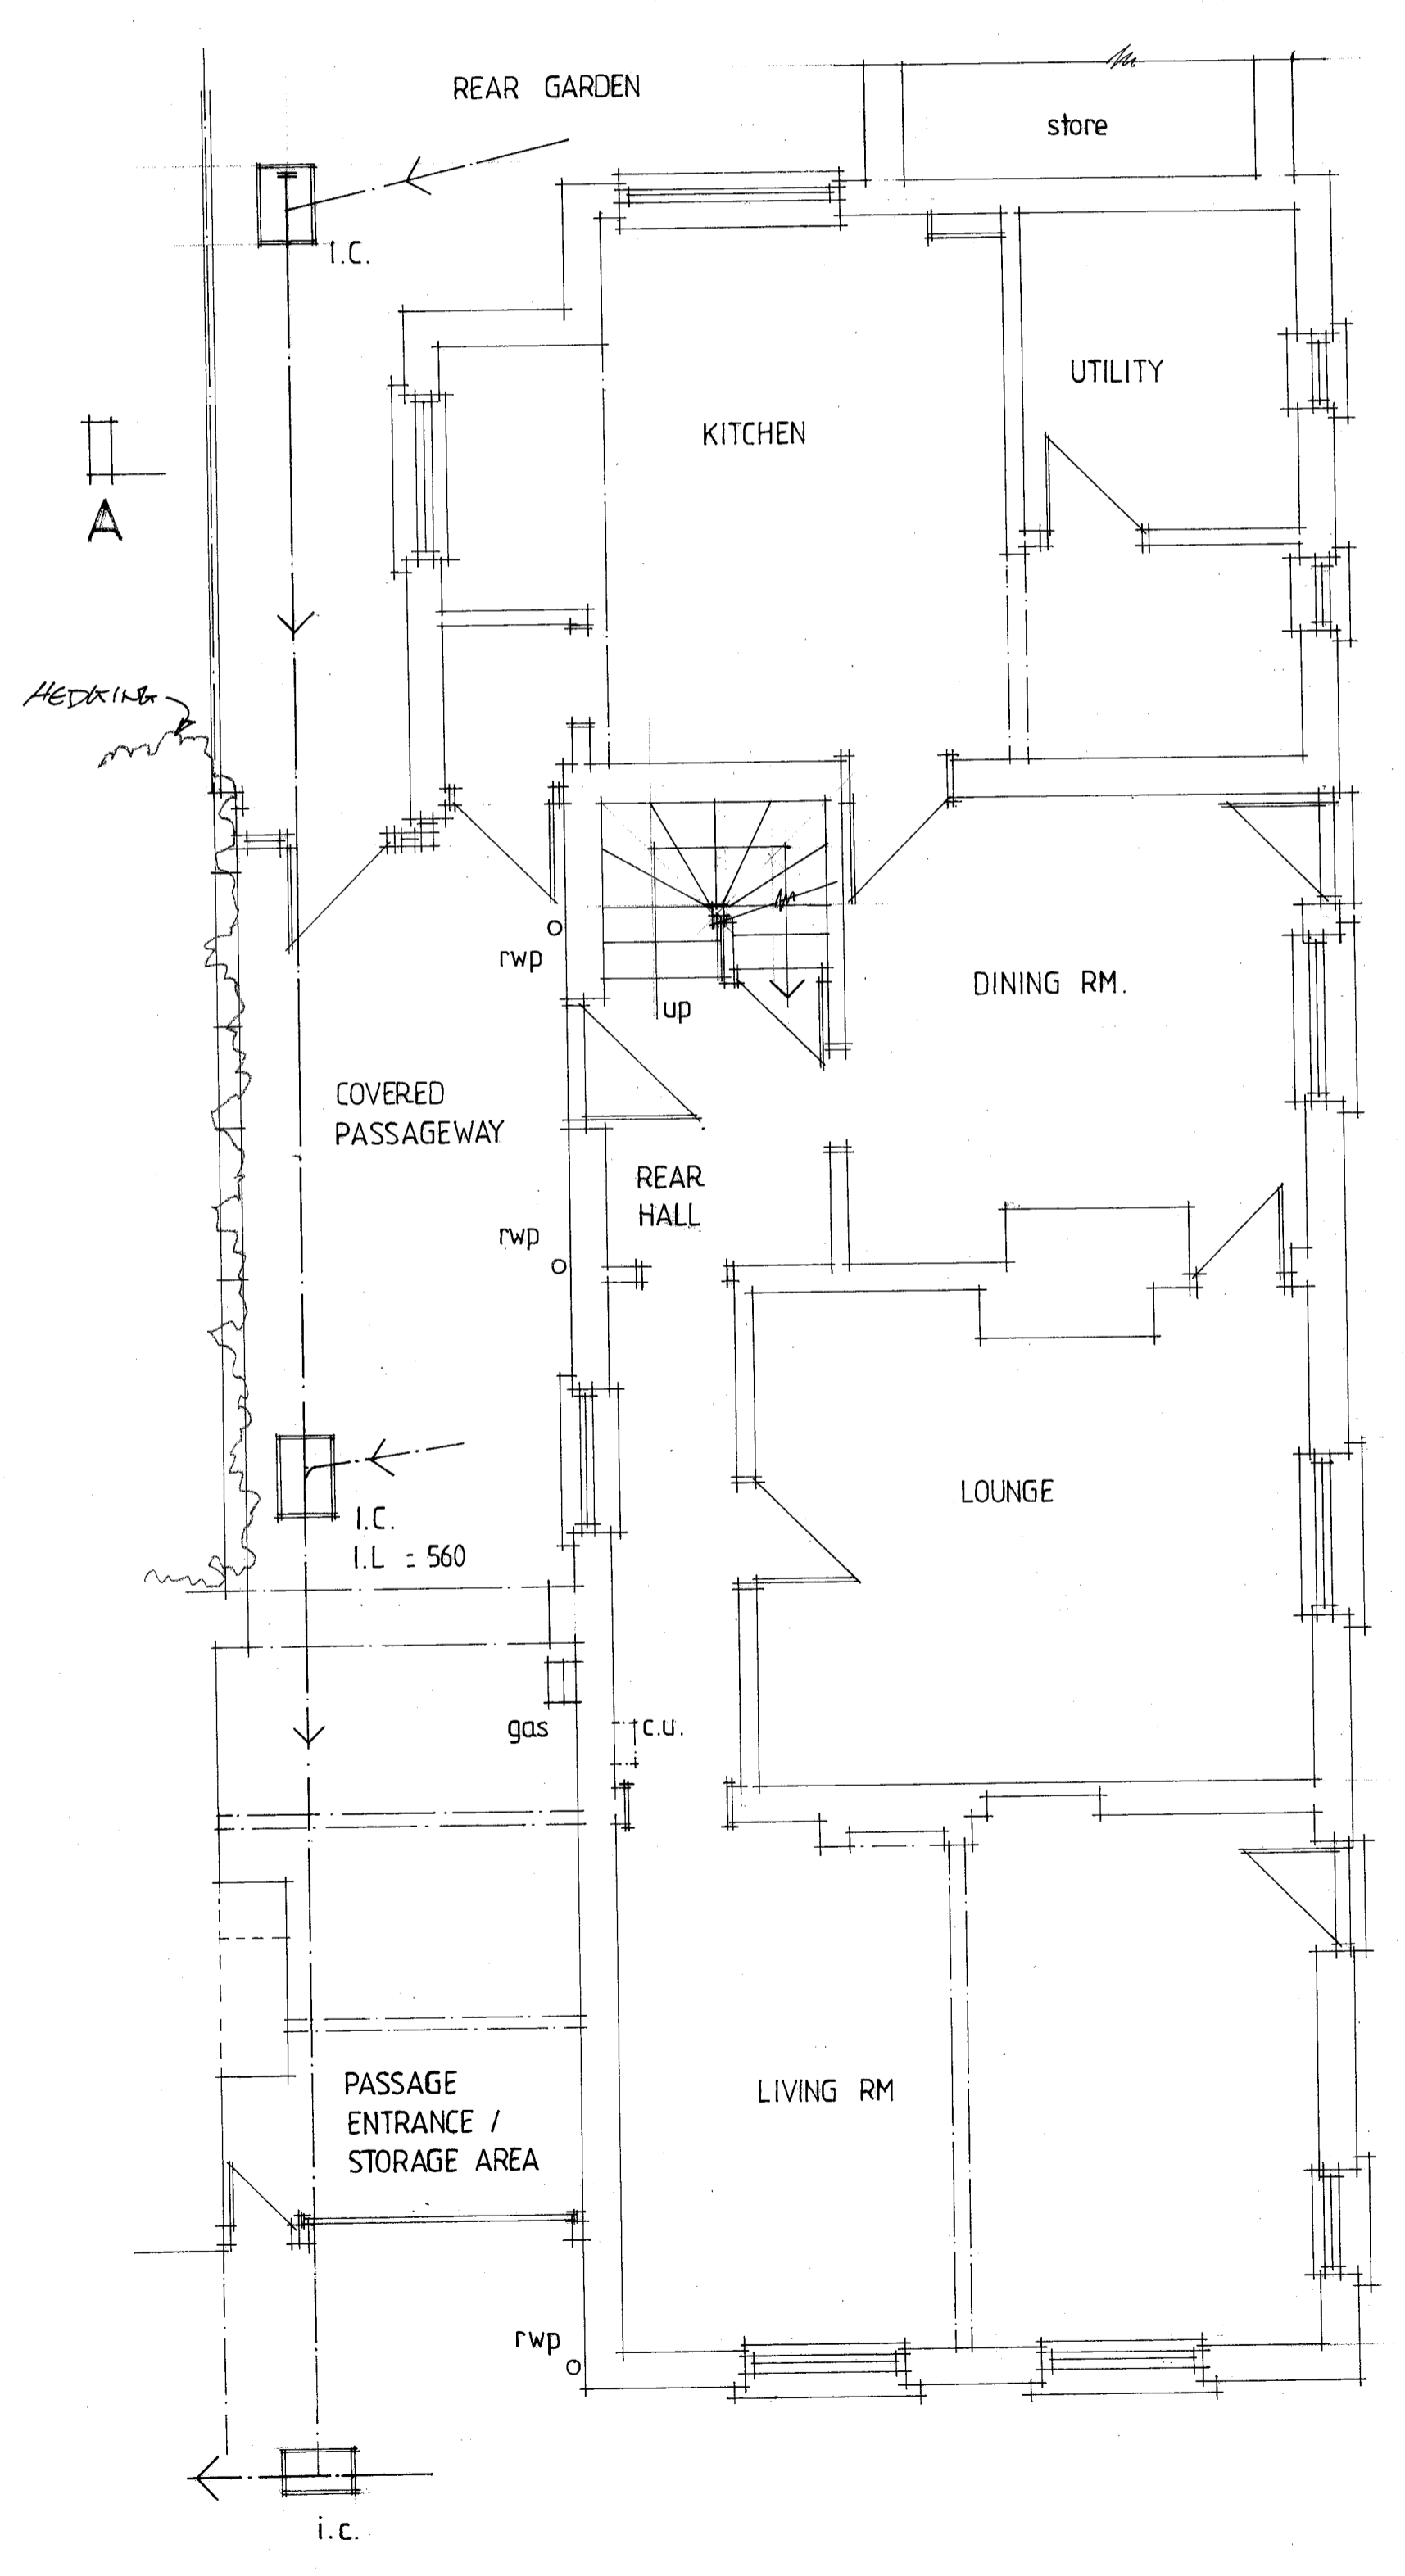 REAR GARDEN
store
I.C.
UTILITY
KITCHEN
A
HEDGING
rwp
DINING RM.
up
COVERED
PASSAGEWAY
REAR
HALL
rwp
LOUNGE
I.C.
I.L = 560
gas
c.u.
PASSAGE
ENTRANCE /
STORAGE AREA
LIVING RM
rwp
i.c.